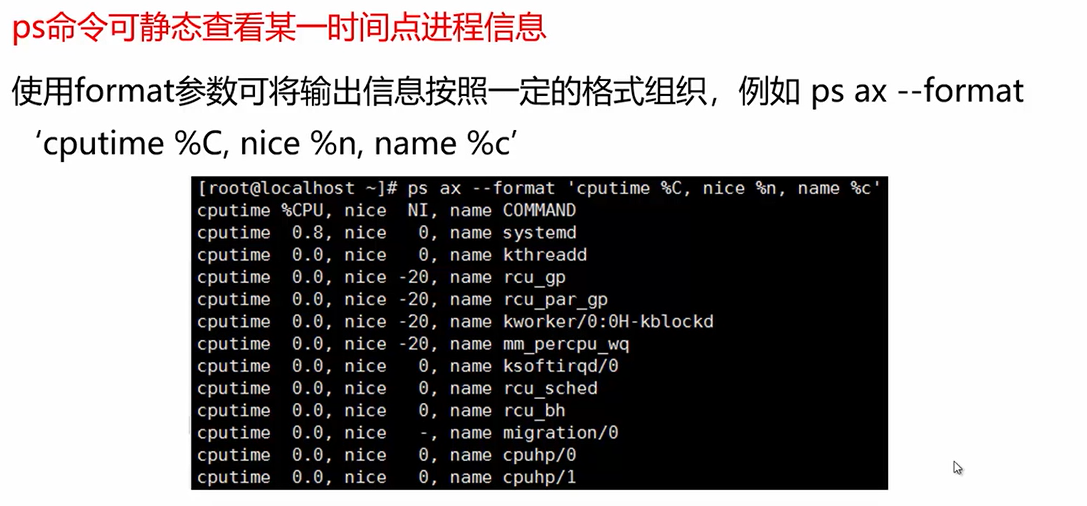 ps命令可静态查看某一时间点进程信息
使用format参数可将输出信息按照一定的格式组织，例如 ps ax --format
‘cputime %C, nice %n, name %c’
[root@localhost ~]# ps ax --format 'cputime %C, nice %n, name %c'
cputime %CPU, nice  NI, name COMMAND
cputime  0.8, nice   0, name systemd
cputime  0.0, nice   0, name kthreadd
cputime  0.0, nice -20, name rcu_gp
cputime  0.0, nice -20, name rcu_par_gp
cputime  0.0, nice -20, name kworker/0:0H-kblockd
cputime  0.0, nice -20, name mm_percpu_wq
cputime  0.0, nice   0, name ksoftirqd/0
cputime  0.0, nice   0, name rcu_sched
cputime  0.0, nice   0, name rcu_bh
cputime  0.0, nice   -, name migration/0
cputime  0.0, nice   0, name cpuhp/0
cputime  0.0, nice   0, name cpuhp/1